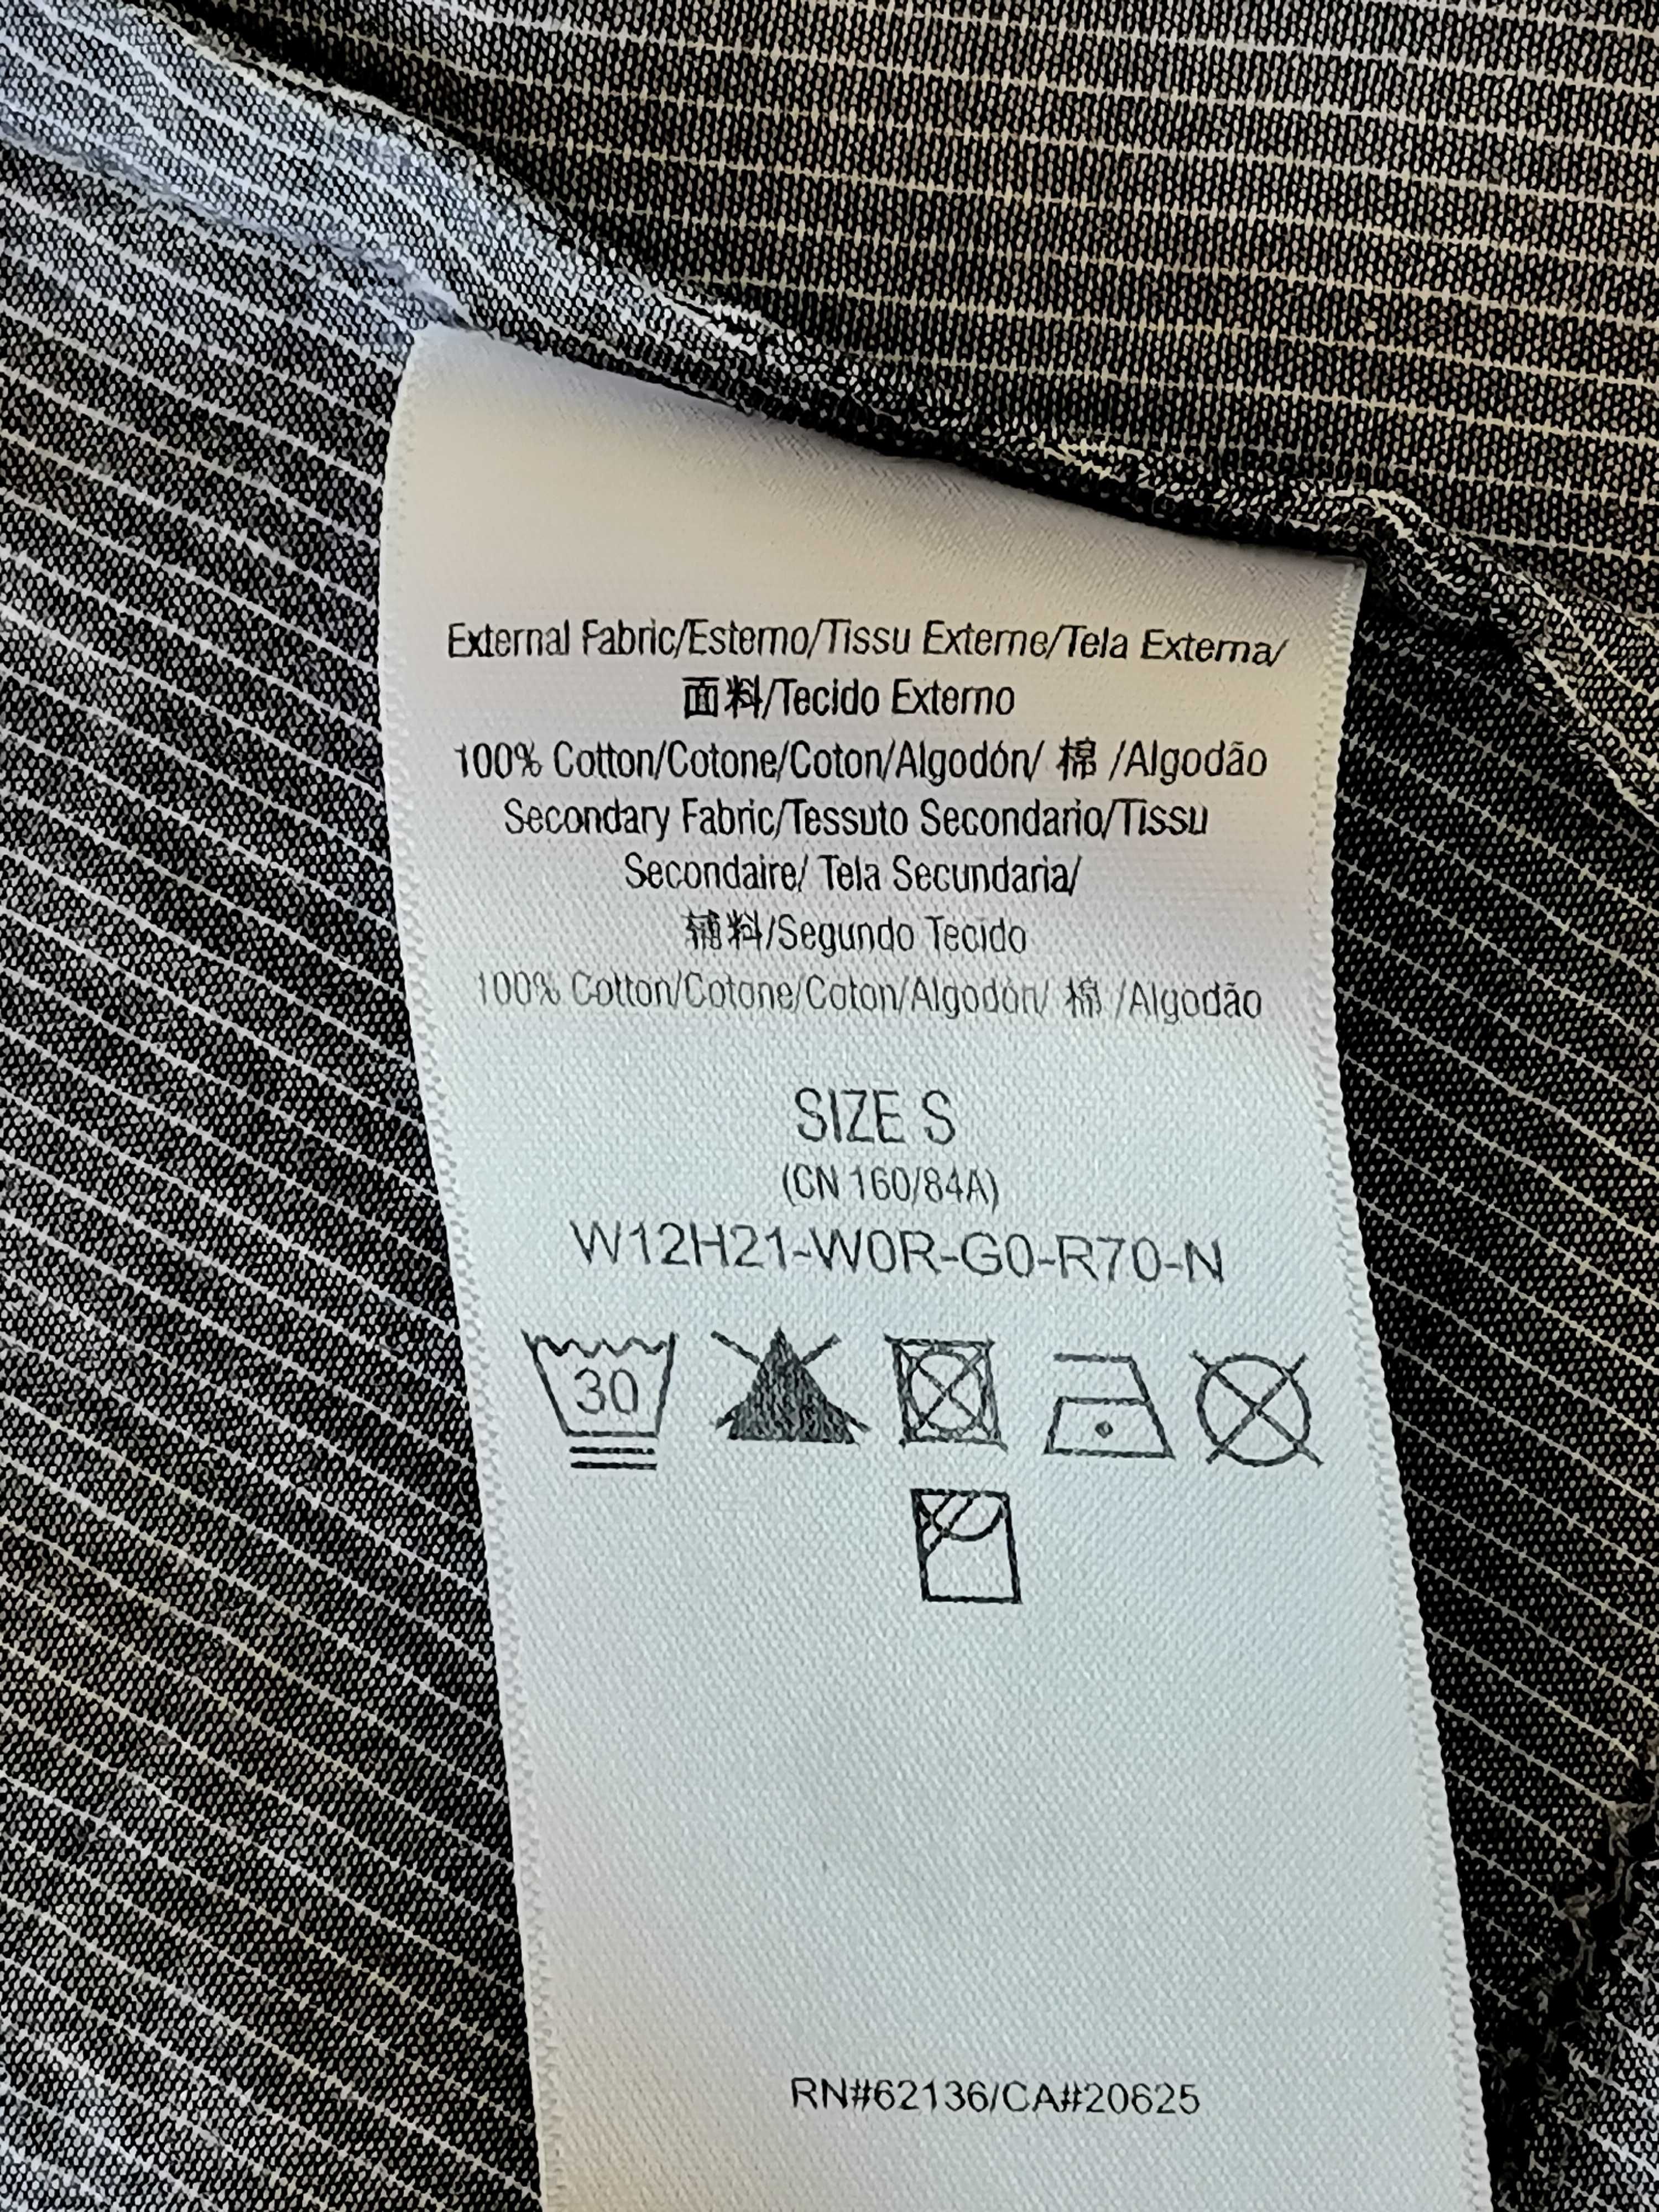 External Fabric/Esterno/Tissu Externe/Tela Externa/
面料/Tecido Externo
100% Cotton/Cotone/Coton/Algodón/ 棉 /Algodão
Secondary Fabric/Tessuto Secondario/Tissu
Secondaire/ Tela Secundaria/
辅料/Segundo Tecido
100% Cotton/Cotone/Coton/Algodón/ 棉 /Algodão
SIZE S
(CN 160/84A)
W12H21-W0R-G0-R70-N
30
RN#62136/CA#20625